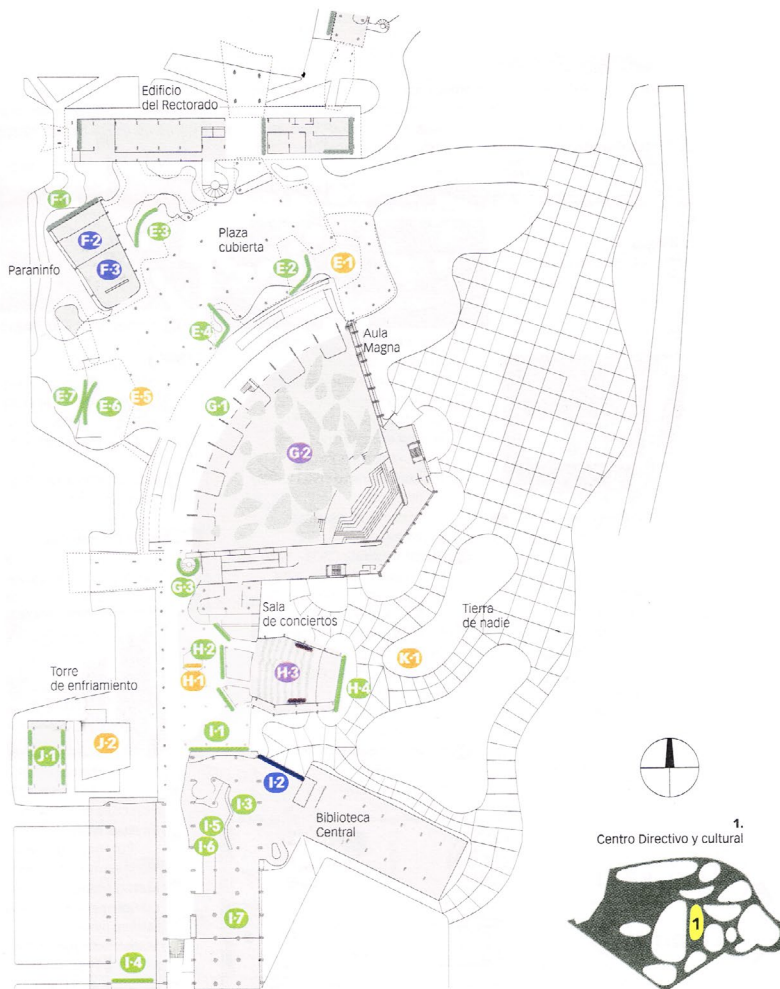 Edificio
del Rectorado
F·1
F·2
E·3
Plaza
cubierta
Paraninfo
F·3
E·2
E·1
E·4
Aula
Magna
E·7
E·6
E·5
G·1
G·2
G·3
Sala
de conciertos
Tierra
de nadie
H·2
K·1
Torre
de enfriamiento
H·1
H·3
H·4
I·1
J·1
J·2
I·2
I·3
Biblioteca
Central
I·5
I·6
1.
Centro Directivo y cultural
1
I·7
I·4